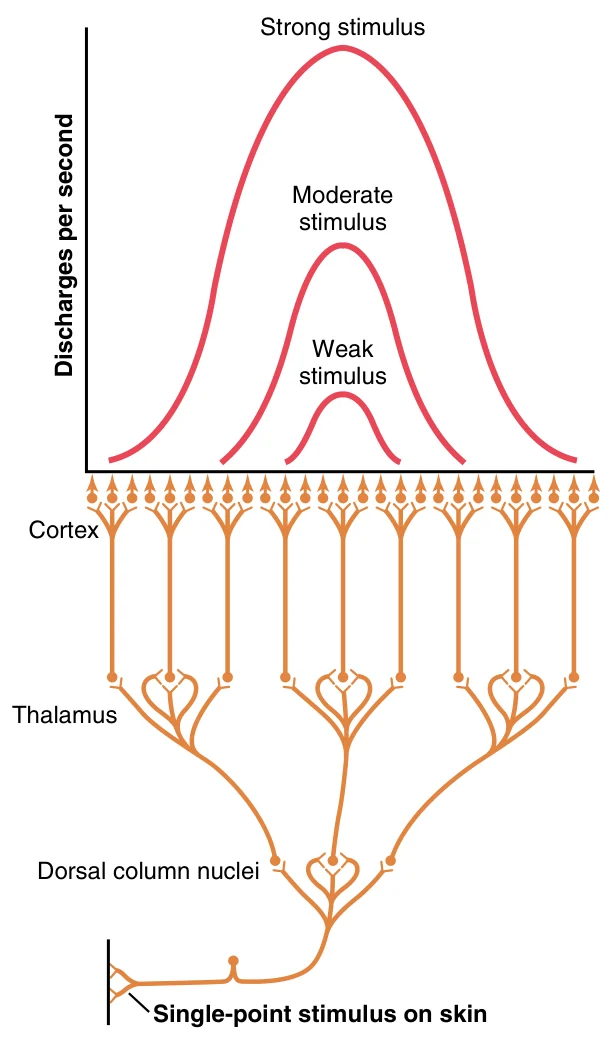 Strong stimulus
Discharges per second
Moderate
stimulus
Weak
stimulus
Cortex
Thalamus
Dorsal column nuclei
Single-point stimulus on skin